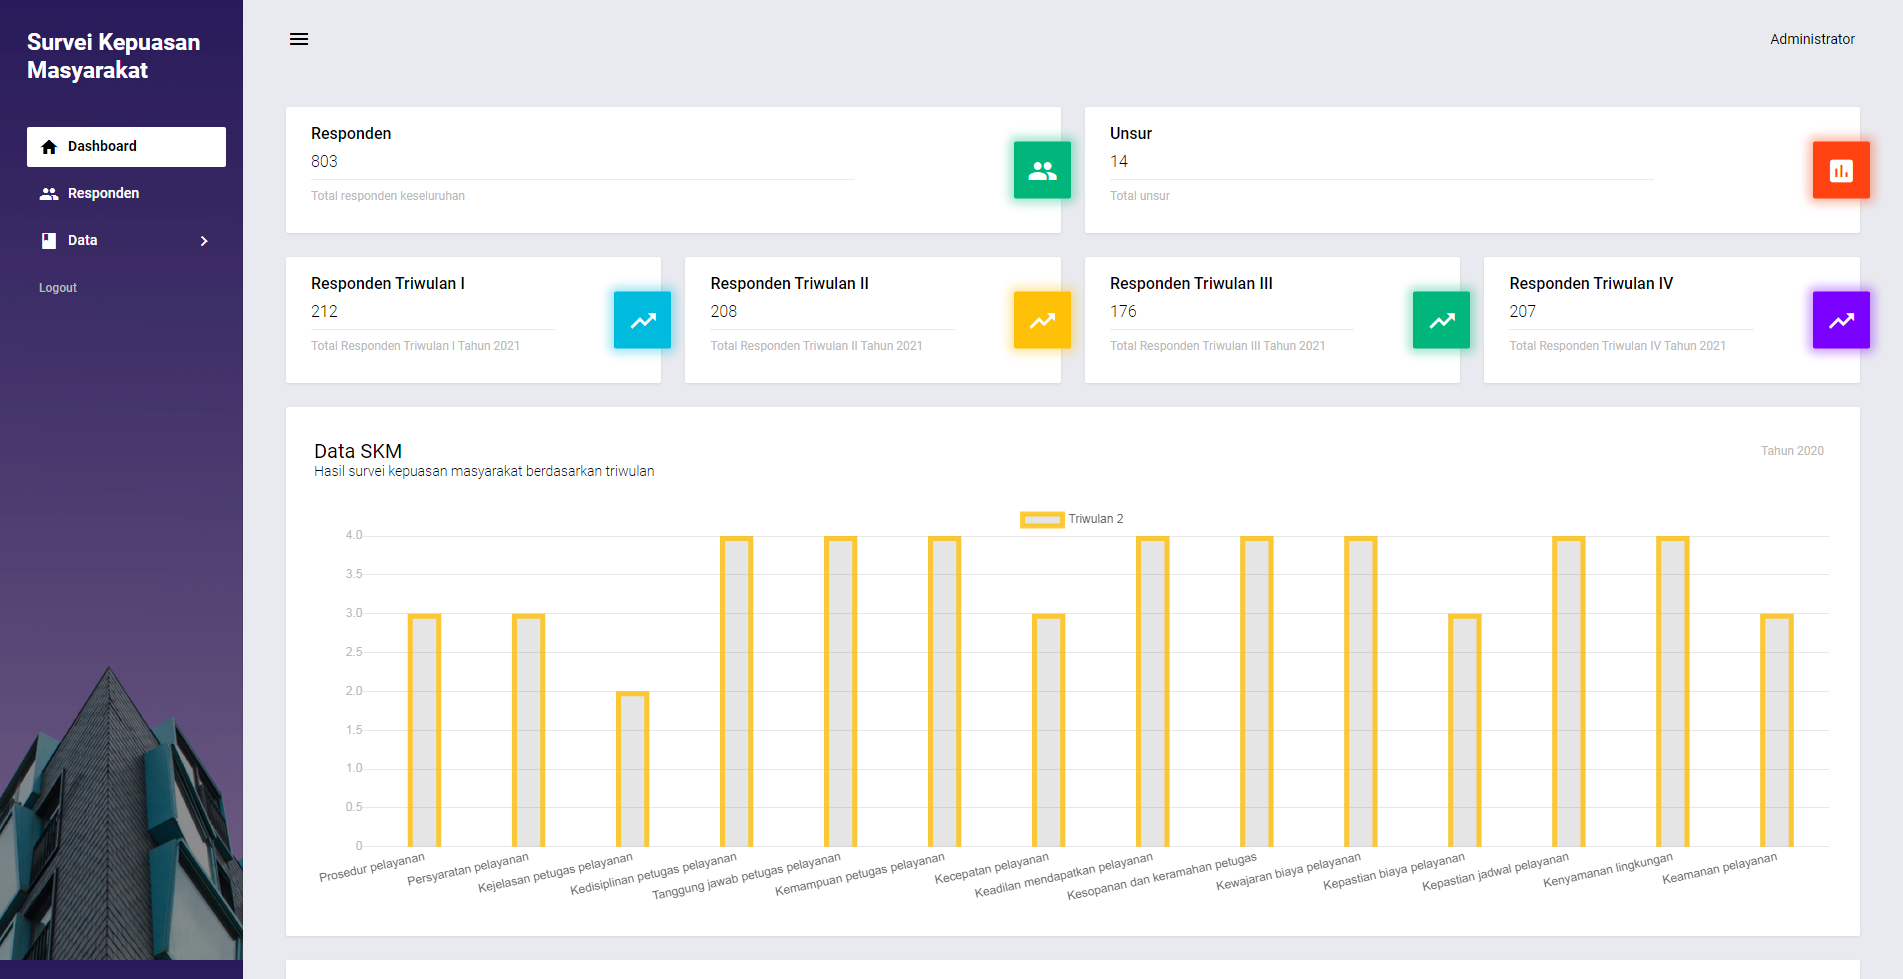 Survei Kepuasan
Masyarakat
Dashboard
Responden
Data
Logout
Administrator
Responden
803
Total responden keseluruhan
Unsur
14
Total unsur
Responden Triwulan I
212
Total Responden Triwulan I Tahun 2021
Responden Triwulan II
208
Total Responden Triwulan II Tahun 2021
Responden Triwulan III
176
Total Responden Triwulan III Tahun 2021
Responden Triwulan IV
207
Total Responden Triwulan IV Tahun 2021
Data SKM
Hasil survei kepuasan masyarakat berdasarkan triwulan
Tahun 2020
Triwulan 2
4.0
3.5
3.0
2.5
2.0
1.5
1.0
0.5
0
Prosedur pelayanan
Persyaratan pelayanan
Kejelasan petugas pelayanan
Kedisiplinan petugas pelayanan
Tanggung jawab petugas pelayanan
Kemampuan petugas pelayanan
Kecepatan pelayanan
Keadilan mendapatkan pelayanan
Kesopanan dan keramahan petugas
Kewajaran biaya pelayanan
Kepastian biaya pelayanan
Kepastian jadwal pelayanan
Kenyamanan lingkungan
Keamanan pelayanan